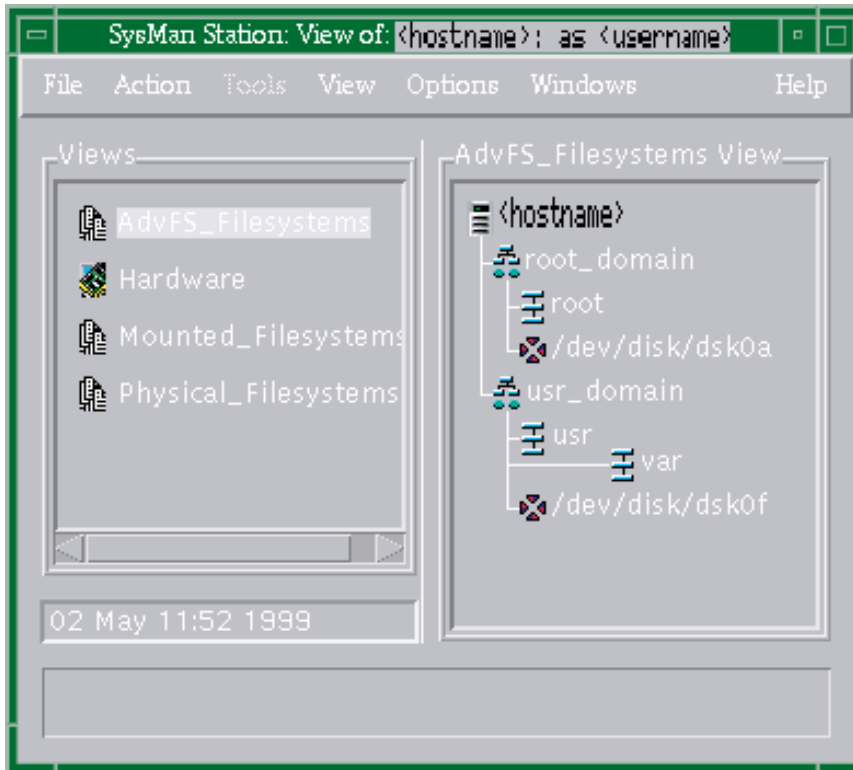 SysMan Station: View of: <hostname>: as <username>
File Action Tools View Options Windows Help
Views
AdvFS_Filesystems
Hardware
Mounted_Filesystems
Physical_Filesystems
02 May 11:52 1999
AdvFS_Filesystems View
<hostname>
root_domain
root
/dev/disk/dsk0a
usr_domain
usr
var
/dev/disk/dsk0f